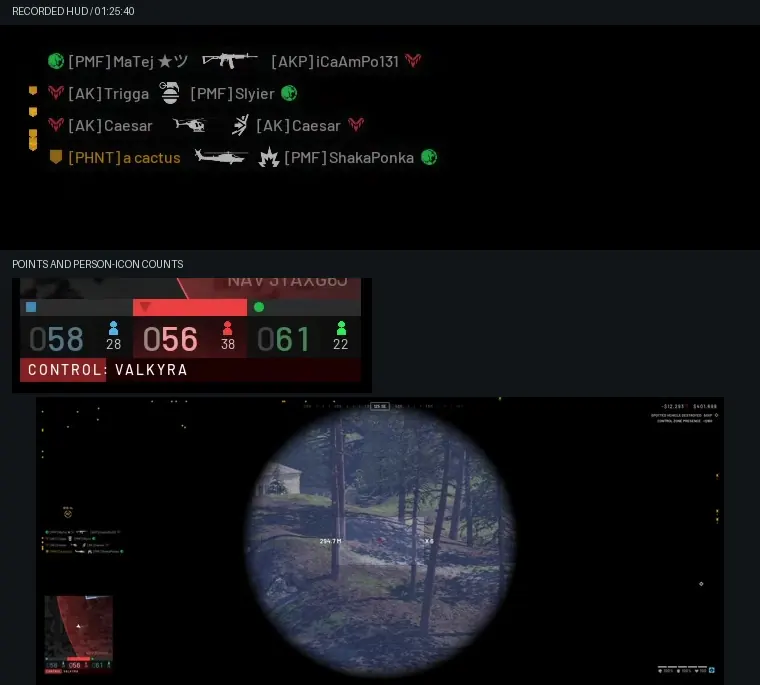 RECORDED HUD / 01:25:40
[PMF] MaTej ★ツ [AKP] iCaAmPo131
[AK] Trigga [PMF] Slyier
[AK] Caesar [AK] Caesar
[PHNT] a cactus [PMF] ShakaPonka
POINTS AND PERSON-ICON COUNTS
NAV 3YAXG6J
058 28 056 38 061 22
CONTROL: VALKYRA
294.7 M X 6